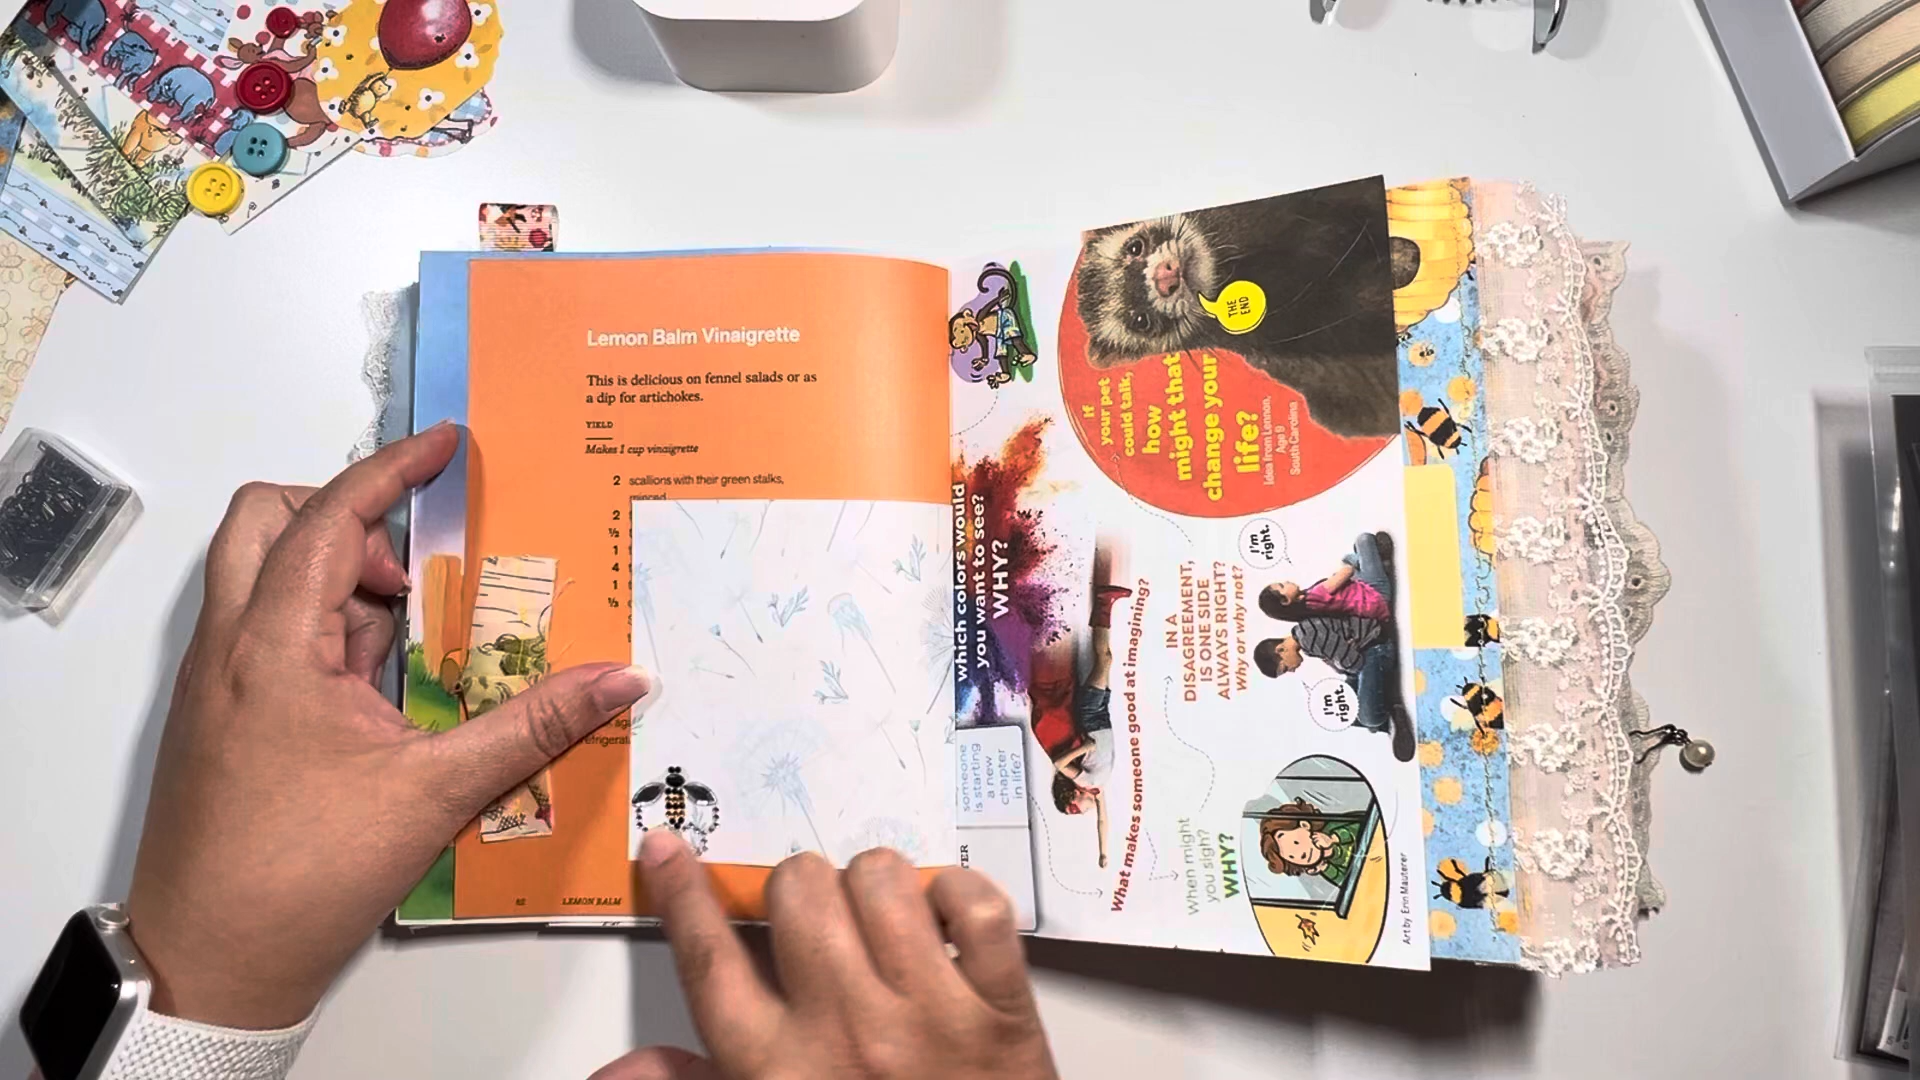 Lemon Balm Vinaigrette
This is delicious on fennel salads or as
a dip for artichokes.
YIELD
Makes 1 cup vinaigrette
2 scallions with their green stalks,
minced
2
½
1
4
1
⅓
82 LEMON BALM
THE
END
If
your pet
could talk,
how
might that
change your
life?
Idea from Lennon,
Age 9
South Carolina
which colors would
you want to see?
WHY?
What makes someone good at imagining?
IN A
DISAGREEMENT,
IS ONE SIDE
ALWAYS RIGHT?
Why or why not?
I'm
right.
I'm
right.
someone
is starting
a new
chapter
in life?
When might
you sigh?
WHY?
Art by Erin Mauterer